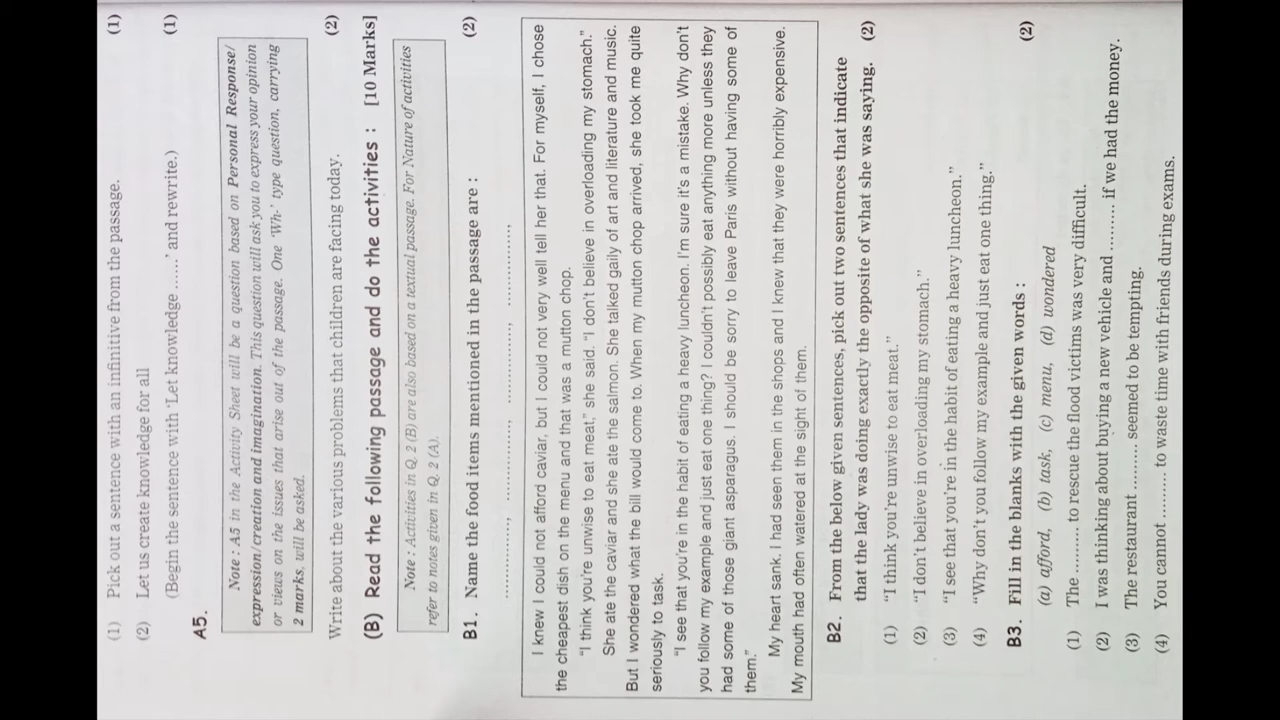 (1) Pick out a sentence with an infinitive from the passage. (1)
(2) Let us create knowledge for all (1)
(Begin the sentence with ‘Let knowledge ......’ and rewrite.)
A5.
Note : A5 in the Activity Sheet will be a question based on Personal Response/
expression/creation and imagination. This question will ask you to express your opinion
or views on the issues that arise out of the passage. One ‘Wh-’ type question, carrying
2 marks, will be asked.
Write about the various problems that children are facing today. (2)
(B) Read the following passage and do the activities : [10 Marks]
Note : Activities in Q. 2 (B) are also based on a textual passage. For Nature of activities
refer to notes given in Q. 2 (A).
B1. Name the food items mentioned in the passage are : (2)
..............., ..............., ..............., ...............,
I knew I could not afford caviar, but I could not very well tell her that. For myself, I chose
the cheapest dish on the menu and that was a mutton chop.
“I think you're unwise to eat meat,” she said. “I don't believe in overloading my stomach.”
She ate the caviar and she ate the salmon. She talked gaily of art and literature and music.
But I wondered what the bill would come to. When my mutton chop arrived, she took me quite
seriously to task.
“I see that you're in the habit of eating a heavy luncheon. I'm sure it's a mistake. Why don't
you follow my example and just eat one thing? I couldn't possibly eat anything more unless they
had some of those giant asparagus. I should be sorry to leave Paris without having some of
them.”
My heart sank. I had seen them in the shops and I knew that they were horribly expensive.
My mouth had often watered at the sight of them.
B2. From the below given sentences, pick out two sentences that indicate
that the lady was doing exactly the opposite of what she was saying. (2)
(1) “I think you're unwise to eat meat.”
(2) “I don't believe in overloading my stomach.”
(3) “I see that you're in the habit of eating a heavy luncheon.”
(4) “Why don't you follow my example and just eat one thing.”
B3. Fill in the blanks with the given words : (2)
(a) afford, (b) task, (c) menu, (d) wondered
(1) The .......... to rescue the flood victims was very difficult.
(2) I was thinking about buying a new vehicle and .......... if we had the money.
(3) The restaurant .......... seemed to be tempting.
(4) You cannot .......... to waste time with friends during exams.